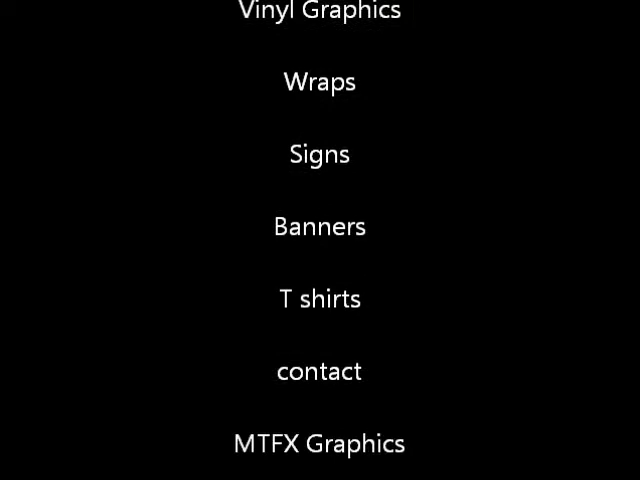 Vinyl Graphics
Wraps
Signs
Banners
T shirts
contact
MTFX Graphics